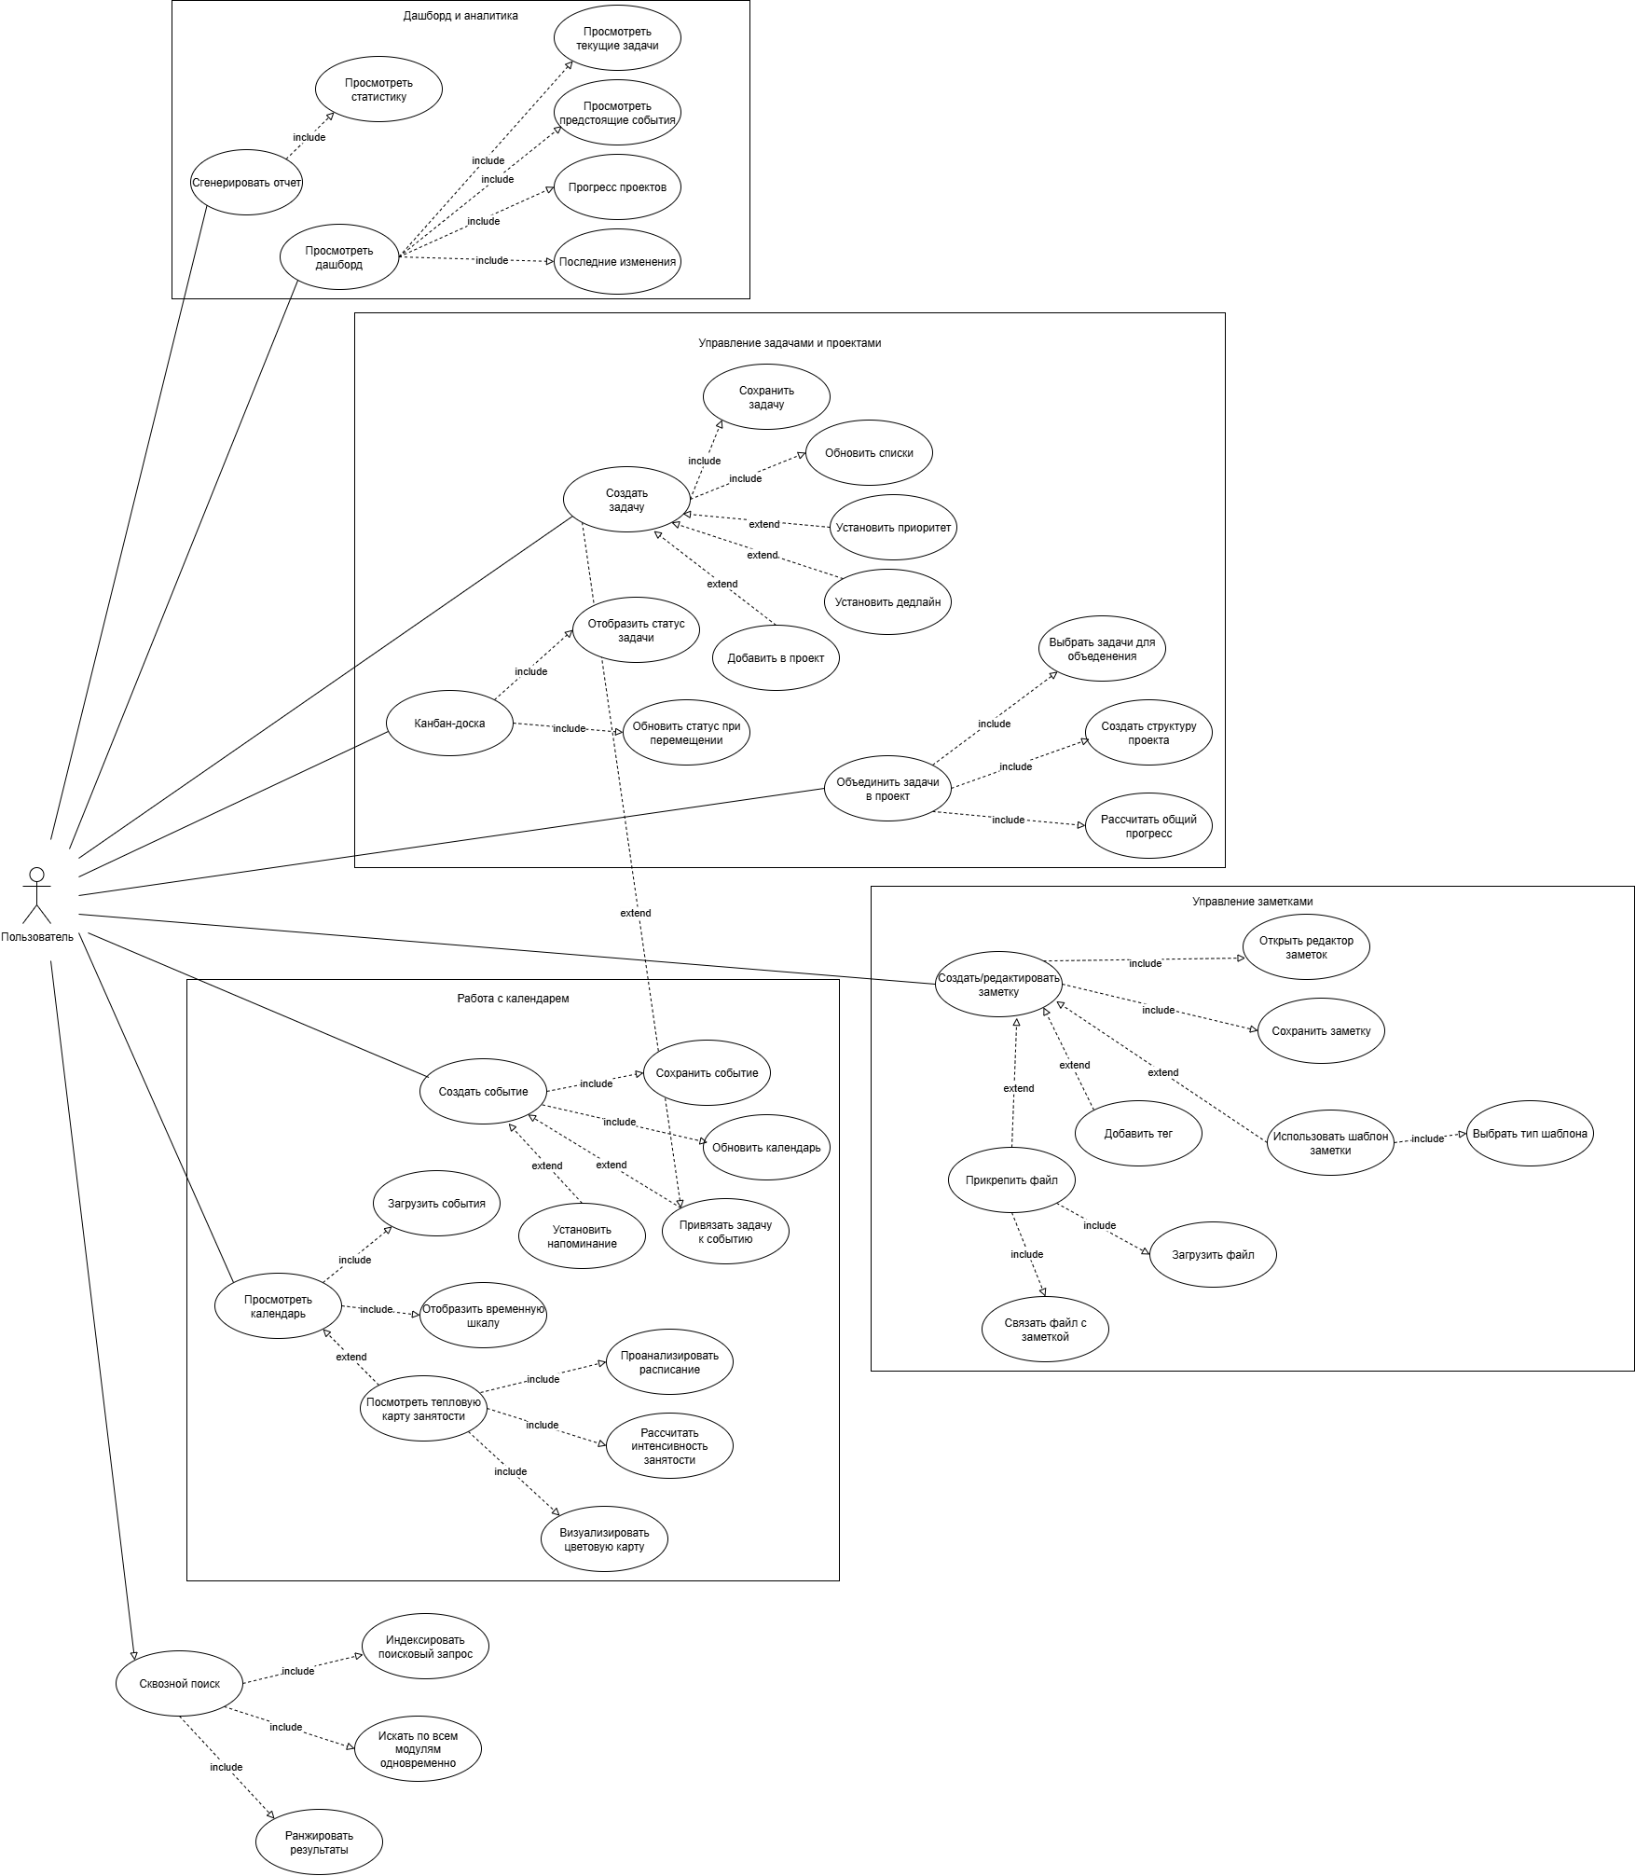 Дашборд и аналитика
Просмотреть
текущие задачи
Просмотреть
статистику
Просмотреть
предстоящие события
include
include
include
Сгенерировать отчет
Прогресс проектов
include
Просмотреть
дашборд
include
Последние изменения
Управление задачами и проектами
Сохранить
задачу
Обновить списки
include
include
Создать
задачу
extend
Установить приоритет
extend
extend
Установить дедлайн
Отобразить статус
задачи
Добавить в проект
Выбрать задачи для
объеденения
include
Канбан-доска
include
Обновить статус при
перемещении
include
Создать структуру
проекта
include
Объединить задачи
в проект
include
Рассчитать общий
прогресс
Пользователь
extend
Управление заметками
Открыть редактор
заметок
include
Создать/редактировать
заметку
include
Сохранить заметку
extend
extend
extend
Добавить тег
Использовать шаблон
заметки
include
Выбрать тип шаблона
Прикрепить файл
include
include
Загрузить файл
Связать файл с
заметкой
Работа с календарем
Сохранить событие
include
Создать событие
include
Обновить календарь
extend
extend
Загрузить события
Установить
напоминание
Привязать задачу
к событию
include
Просмотреть
календарь
include
Отобразить временную
шкалу
extend
Проанализировать
расписание
include
Посмотреть тепловую
карту занятости
include
Рассчитать
интенсивность
занятости
include
Визуализировать
цветовую карту
Индексировать
поисковый запрос
include
Сквозной поиск
include
Искать по всем
модулям
одновременно
include
Ранжировать
результаты